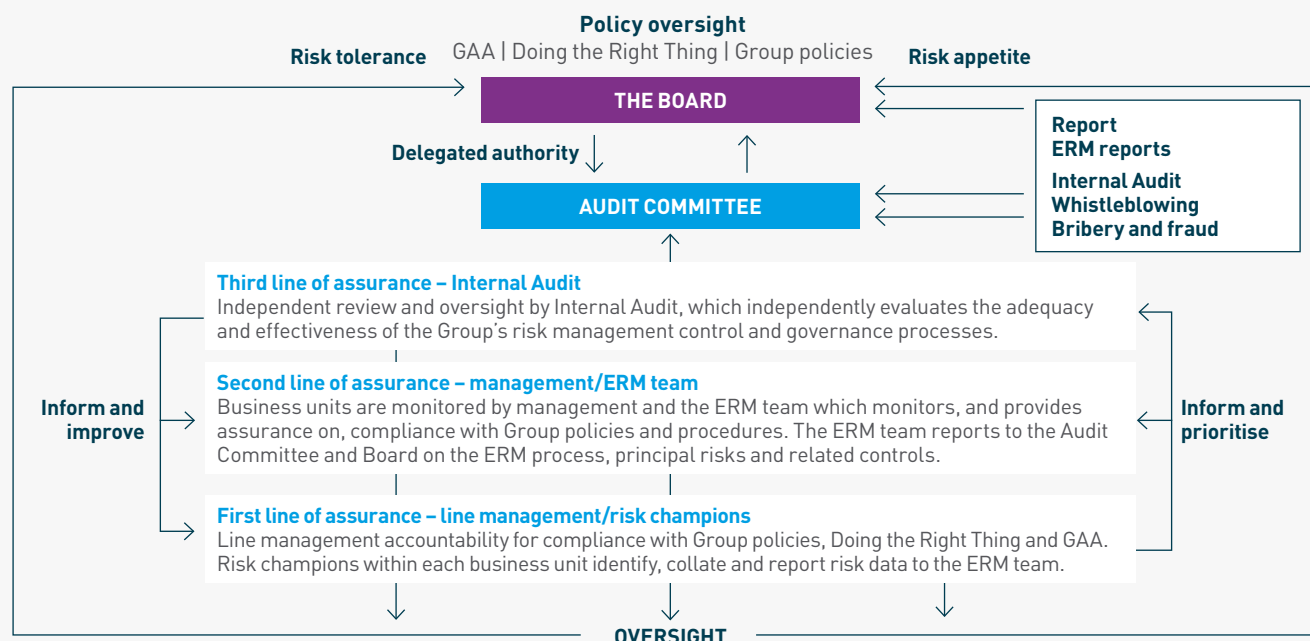 Policy oversight
GAA | Doing the Right Thing | Group policies
Risk tolerance
Risk appetite
THE BOARD
Delegated authority
AUDIT COMMITTEE
Report
ERM reports
Internal Audit
Whistleblowing
Bribery and fraud
Third line of assurance – Internal Audit
Independent review and oversight by Internal Audit, which independently evaluates the adequacy
and effectiveness of the Group’s risk management control and governance processes.
Second line of assurance – management/ERM team
Business units are monitored by management and the ERM team which monitors, and provides
assurance on, compliance with Group policies and procedures. The ERM team reports to the Audit
Committee and Board on the ERM process, principal risks and related controls.
Inform and
improve
Inform and
prioritise
First line of assurance – line management/risk champions
Line management accountability for compliance with Group policies, Doing the Right Thing and GAA.
Risk champions within each business unit identify, collate and report risk data to the ERM team.
OVERSIGHT